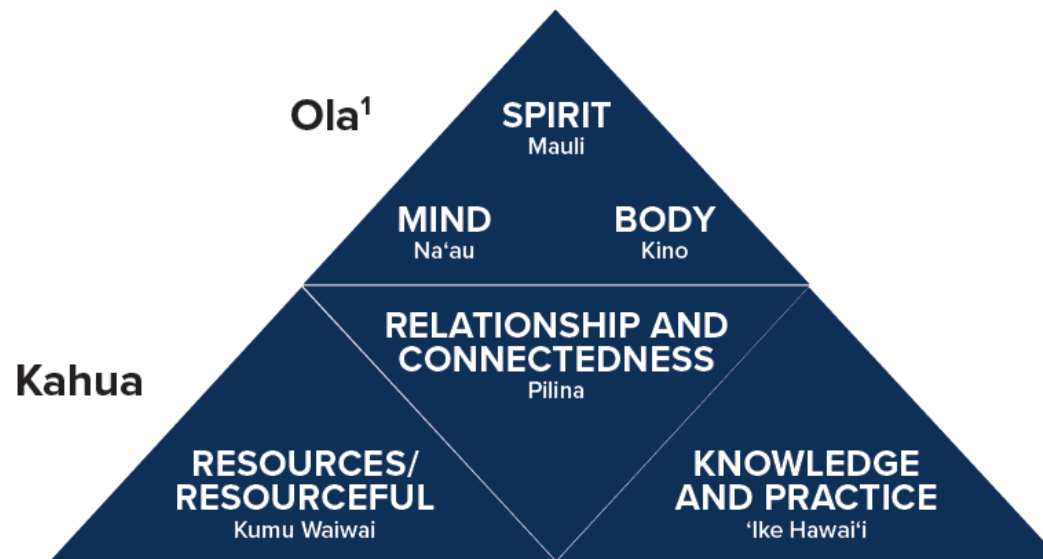 Ola¹
SPIRIT
Mauli
MIND
Naʻau
BODY
Kino
Kahua
RELATIONSHIP AND
CONNECTEDNESS
Pilina
RESOURCES/
RESOURCEFUL
Kumu Waiwai
KNOWLEDGE
AND PRACTICE
ʻIke Hawaiʻi